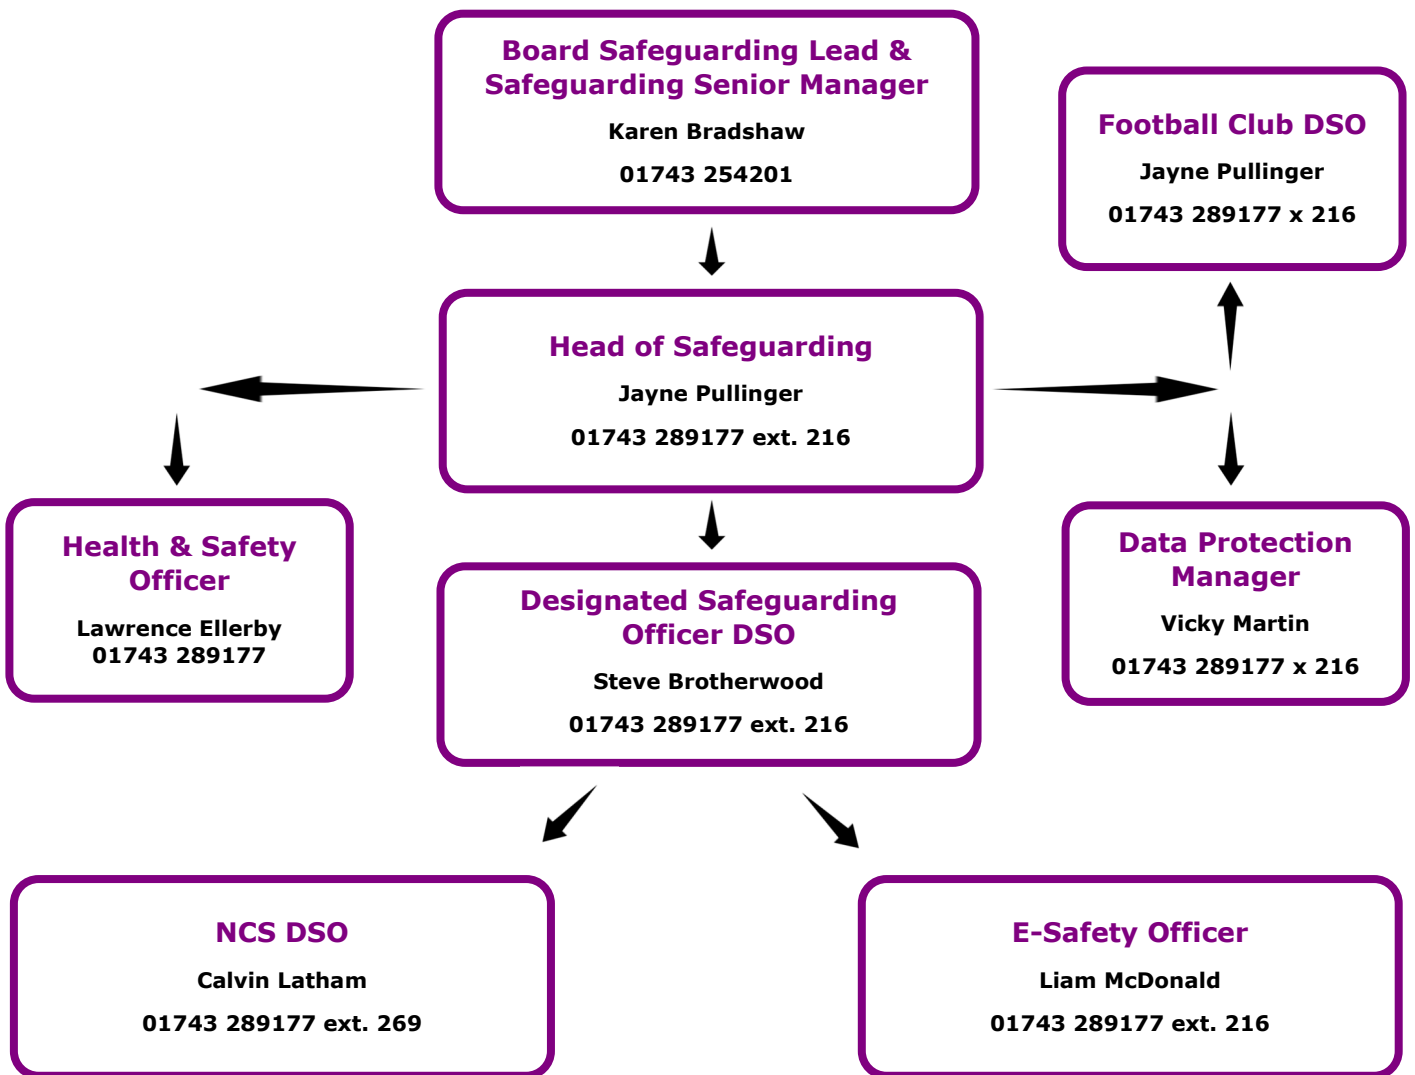 Board Safeguarding Lead &
Safeguarding Senior Manager
Karen Bradshaw
01743 254201
Football Club DSO
Jayne Pullinger
01743 289177 x 216
Head of Safeguarding
Jayne Pullinger
01743 289177 ext. 216
Health & Safety
Officer
Lawrence Ellerby
01743 289177
Designated Safeguarding
Officer DSO
Steve Brotherwood
01743 289177 ext. 216
Data Protection
Manager
Vicky Martin
01743 289177 x 216
NCS DSO
Calvin Latham
01743 289177 ext. 269
E-Safety Officer
Liam McDonald
01743 289177 ext. 216